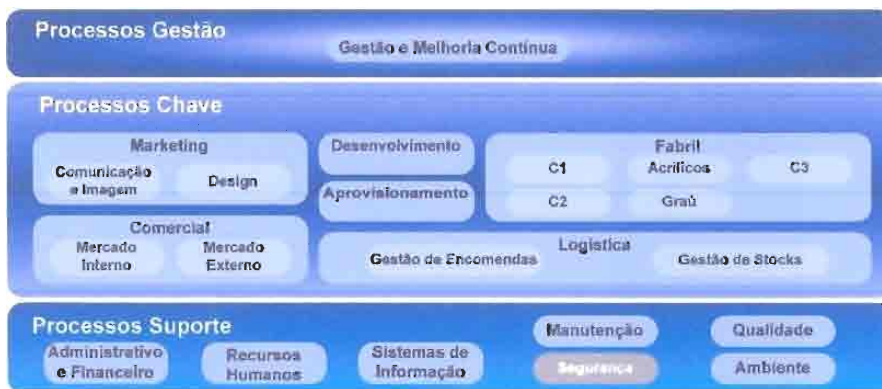 Processos Gestão
Gestão e Melhoria Contínua
Processos Chave
Marketing
Comunicação
e Imagem
Design
Comercial
Mercado
Interno
Mercado
Externo
Desenvolvimento
Aprovisionamento
Fabril
C1
Acrílicos
C3
C2
Graú
Logística
Gestão de Encomendas
Gestão de Stocks
Processos Suporte
Administrativo
e Financeiro
Recursos
Humanos
Sistemas de
Informação
Manutenção
Segurança
Qualidade
Ambiente